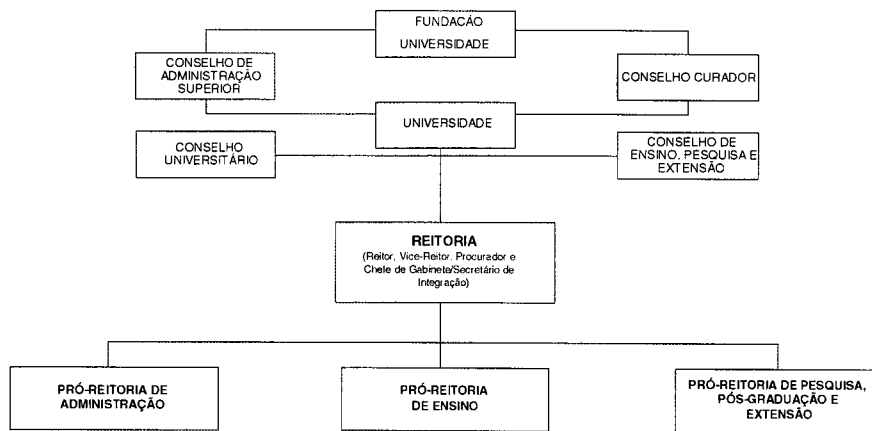 FUNDACÃO
UNIVERSIDADE
CONSELHO DE
ADMINISTRAÇÃO
SUPERIOR
CONSELHO CURADOR
UNIVERSIDADE
CONSELHO
UNIVERSITÁRIO
CONSELHO DE
ENSINO, PESQUISA E
EXTENSÃO
REITORIA
(Reitor, Vice-Reitor, Procurador e
Chefe de Gabinete/Secretário de
Integração)
PRÓ-REITORIA DE
ADMINISTRAÇÃO
PRÓ-REITORIA
DE ENSINO
PRÓ-REITORIA DE PESQUISA,
PÓS-GRADUAÇÃO E
EXTENSÃO